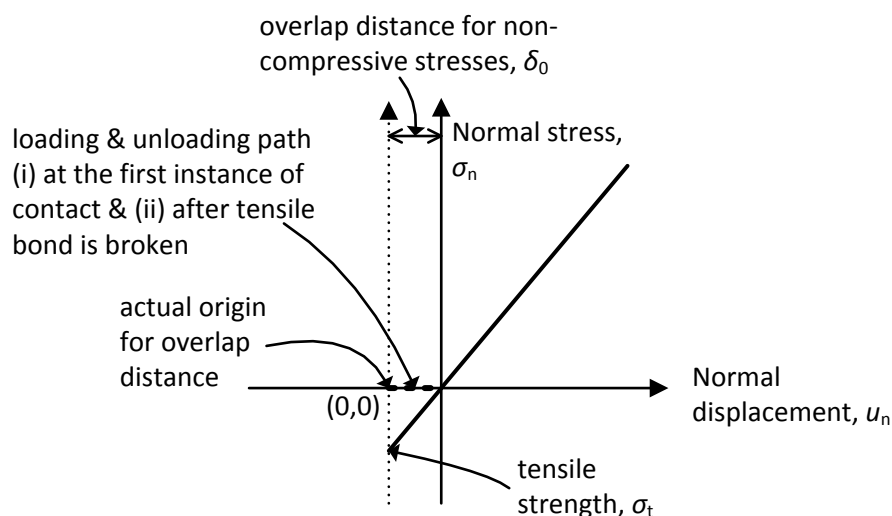 overlap distance for non-
compressive stresses, δ0
loading & unloading path
(i) at the first instance of
contact & (ii) after tensile
bond is broken
Normal stress,
σn
actual origin
for overlap
distance
(0,0)
Normal
displacement, un
tensile
strength, σt